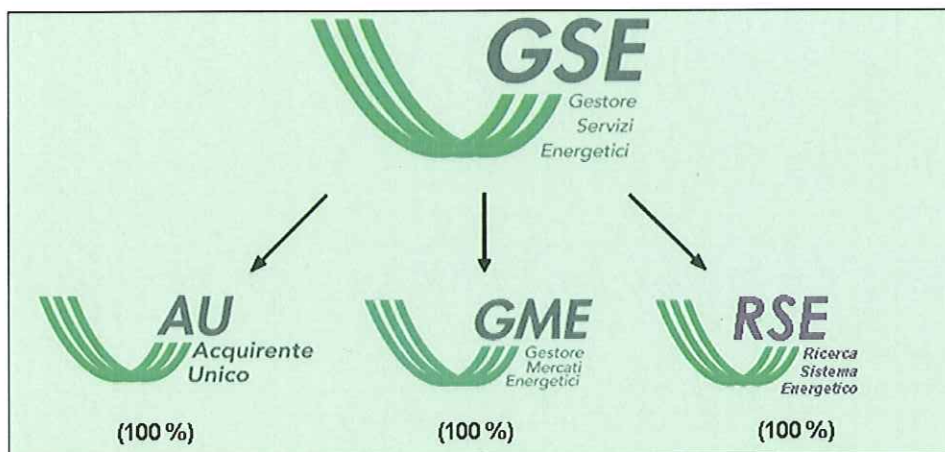 GSE
Gestore
Servizi
Energetici
AU
Acquirente
Unico
(100 %)
GME
Gestore
Mercati
Energetici
(100 %)
RSE
Ricerca
Sistema
Energetico
(100 %)